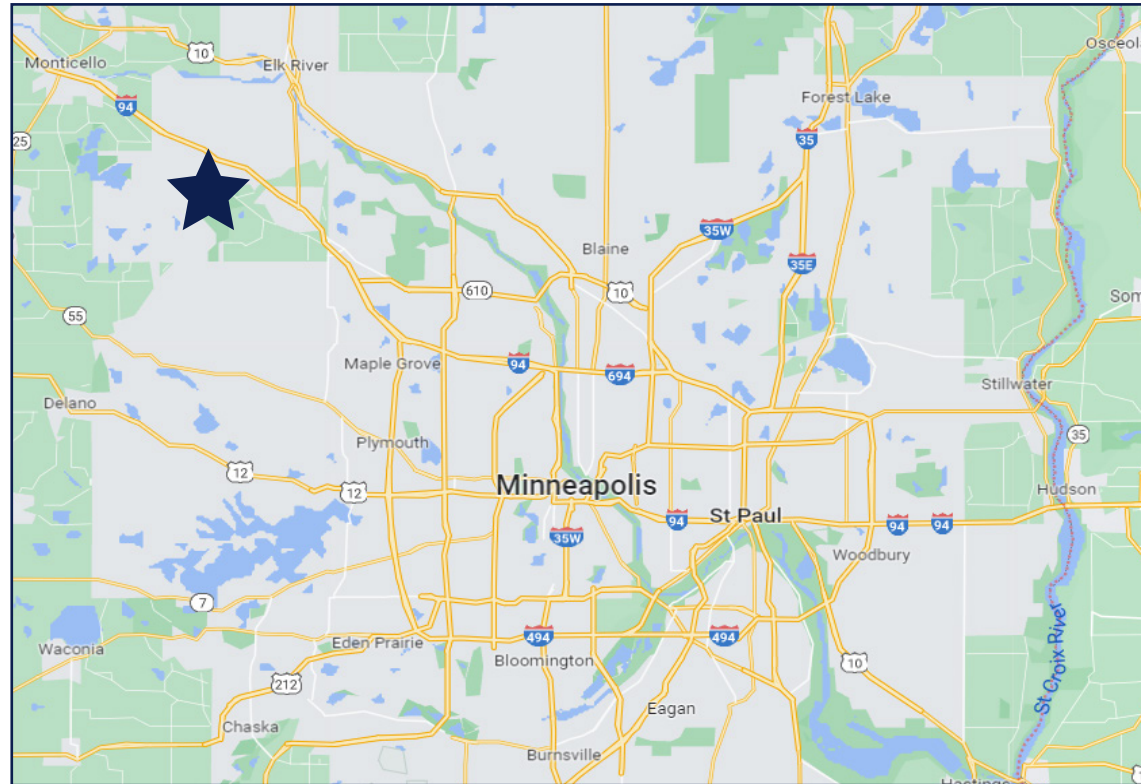 Osceola
10
Monticello
Elk River
94
Forest Lake
25
35
35W
Blaine
35E
10
610
Som
55
Maple Grove
94
694
Stillwater
Delano
35
Plymouth
12
Minneapolis
12
Hudson
St Paul
94
94
94
35W
Woodbury
7
St Croix River
494
494
Eden Prairie
Waconia
Bloomington
10
212
Eagan
Chaska
Burnsville
Hastings